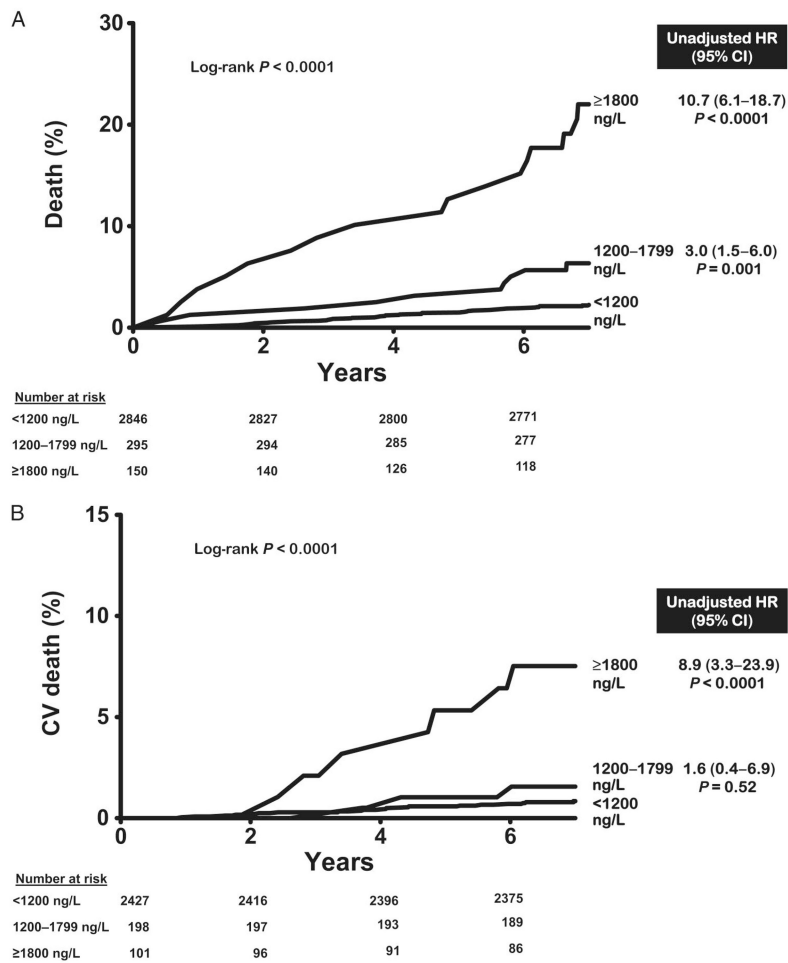 A
30
20
10
0
Death (%)
Log-rank P < 0.0001
Unadjusted HR
(95% CI)
≥1800
ng/L
10.7 (6.1–18.7)
P < 0.0001
1200–1799
ng/L
3.0 (1.5–6.0)
P = 0.001
<1200
ng/L
0 2 4 6
Years
Number at risk
<1200 ng/L 2846 2827 2800 2771
1200–1799 ng/L 295 294 285 277
≥1800 ng/L 150 140 126 118
B
15
10
5
0
CV death (%)
Log-rank P < 0.0001
Unadjusted HR
(95% CI)
≥1800
ng/L
8.9 (3.3–23.9)
P < 0.0001
1200–1799
ng/L
1.6 (0.4–6.9)
P = 0.52
<1200
ng/L
0 2 4 6
Years
Number at risk
<1200 ng/L 2427 2416 2396 2375
1200–1799 ng/L 198 197 193 189
≥1800 ng/L 101 96 91 86